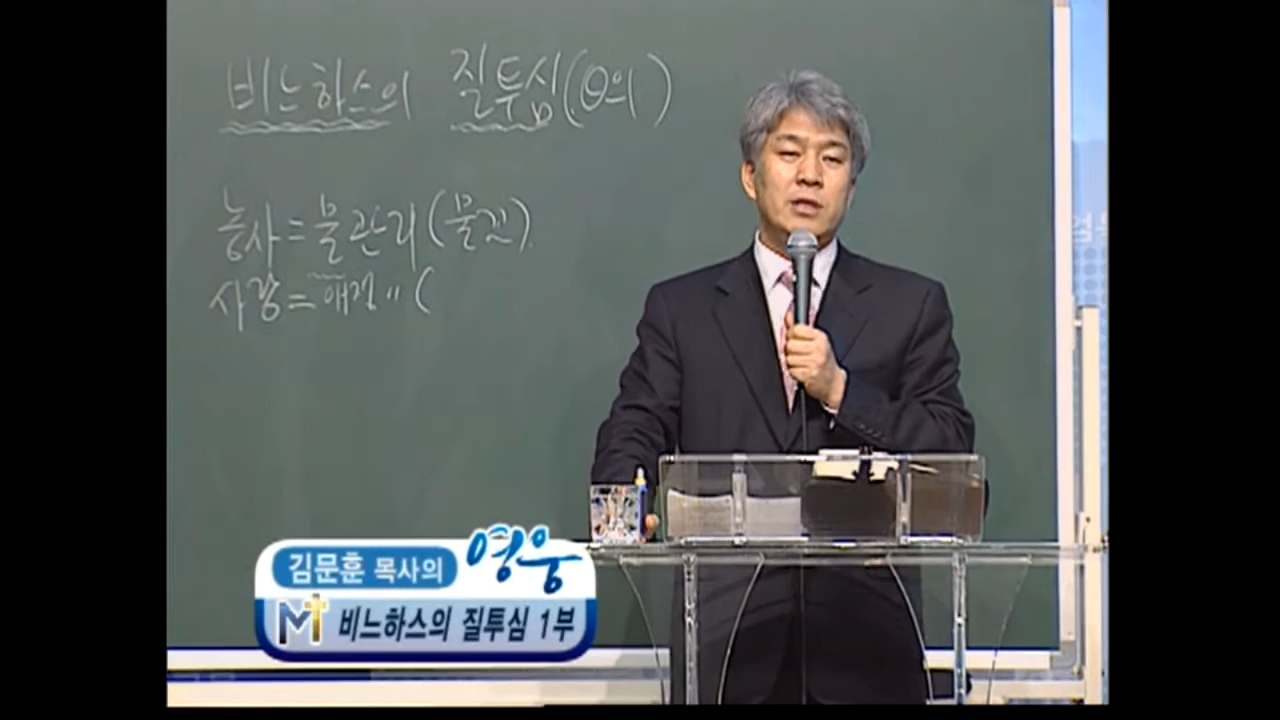 비느하스의 질투심(의)
농사=물관리(물꼬)
사랑=애정〃(
김문훈 목사의 영웅
M 비느하스의 질투심 1부